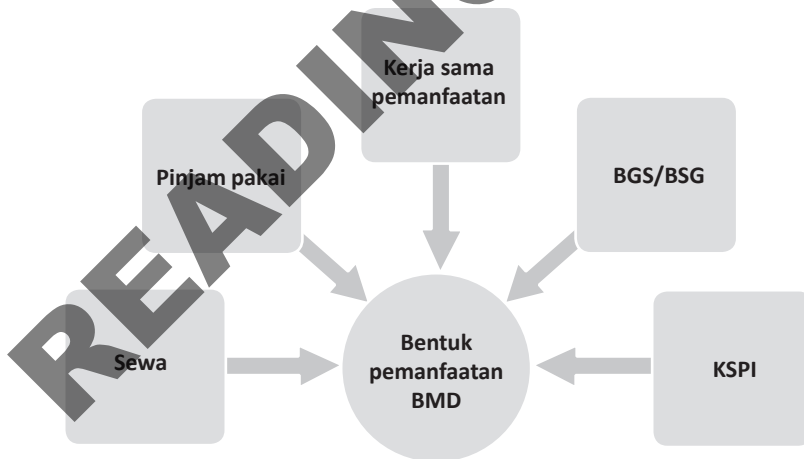 Kerja sama
pemanfaatan
Pinjam pakai
BGS/BSG
Sewa
Bentuk
pemanfaatan
BMD
KSPI
READING